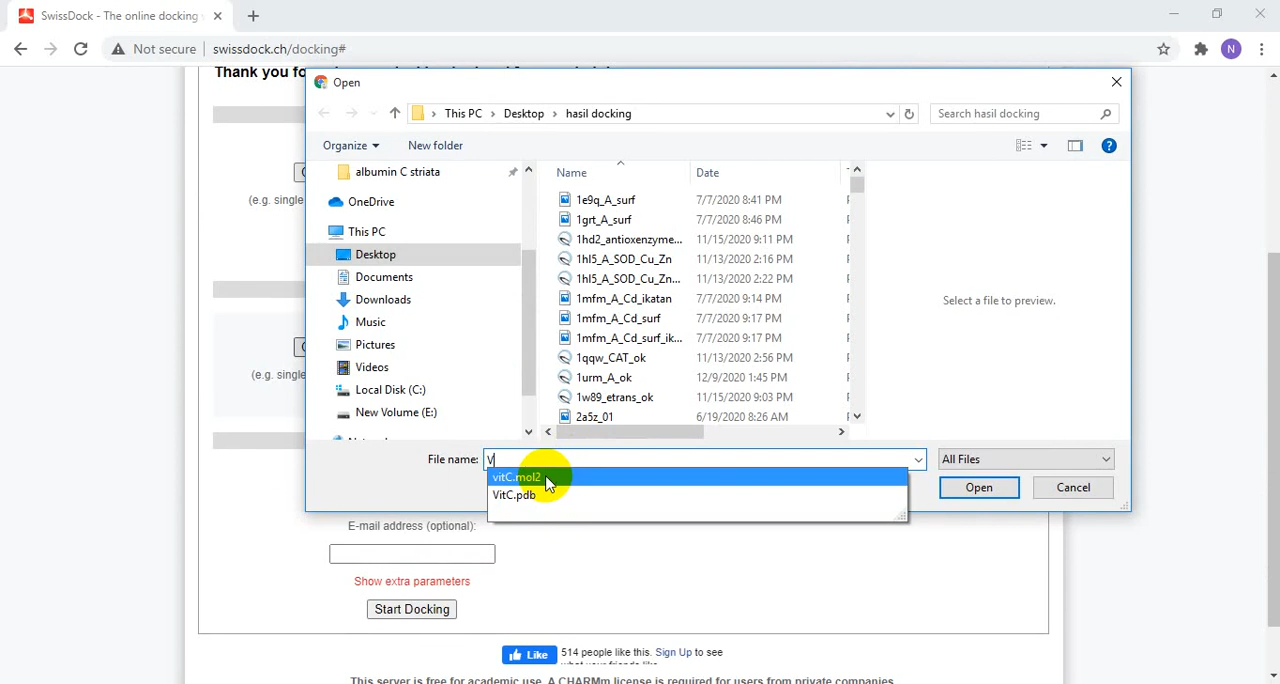 SwissDock - The online docking
Not secure swissdock.ch/docking#
N
Thank you fo
Open
This PC › Desktop › hasil docking
Search hasil docking
Organize
New folder
albumin C striata
OneDrive
This PC
Desktop
Documents
Downloads
Music
Pictures
Videos
Local Disk (C:)
New Volume (E:)
Name Date
1e9q_A_surf 7/7/2020 8:41 PM
1grt_A_surf 7/7/2020 8:46 PM
1hd2_antioxenzyme... 11/15/2020 9:11 PM
1hl5_A_SOD_Cu_Zn 11/13/2020 2:16 PM
1hl5_A_SOD_Cu_Zn... 11/13/2020 2:22 PM
1mfm_A_Cd_ikatan 7/7/2020 9:14 PM
1mfm_A_Cd_surf 7/7/2020 9:17 PM
1mfm_A_Cd_surf_ik... 7/7/2020 9:17 PM
1qqw_CAT_ok 11/13/2020 2:56 PM
1urm_A_ok 12/9/2020 1:45 PM
1w89_etrans_ok 11/15/2020 9:03 PM
2a5z_01 6/19/2020 8:26 AM
Select a file to preview.
(e.g. single
(e.g. single
File name: V
All Files
vitC.mol2
VitC.pdb
Open
Cancel
E-mail address (optional):
Show extra parameters
Start Docking
Like 514 people like this. Sign Up to see
what your friends like.
This server is free for academic use. A CHARMm license is required for users from private companies.